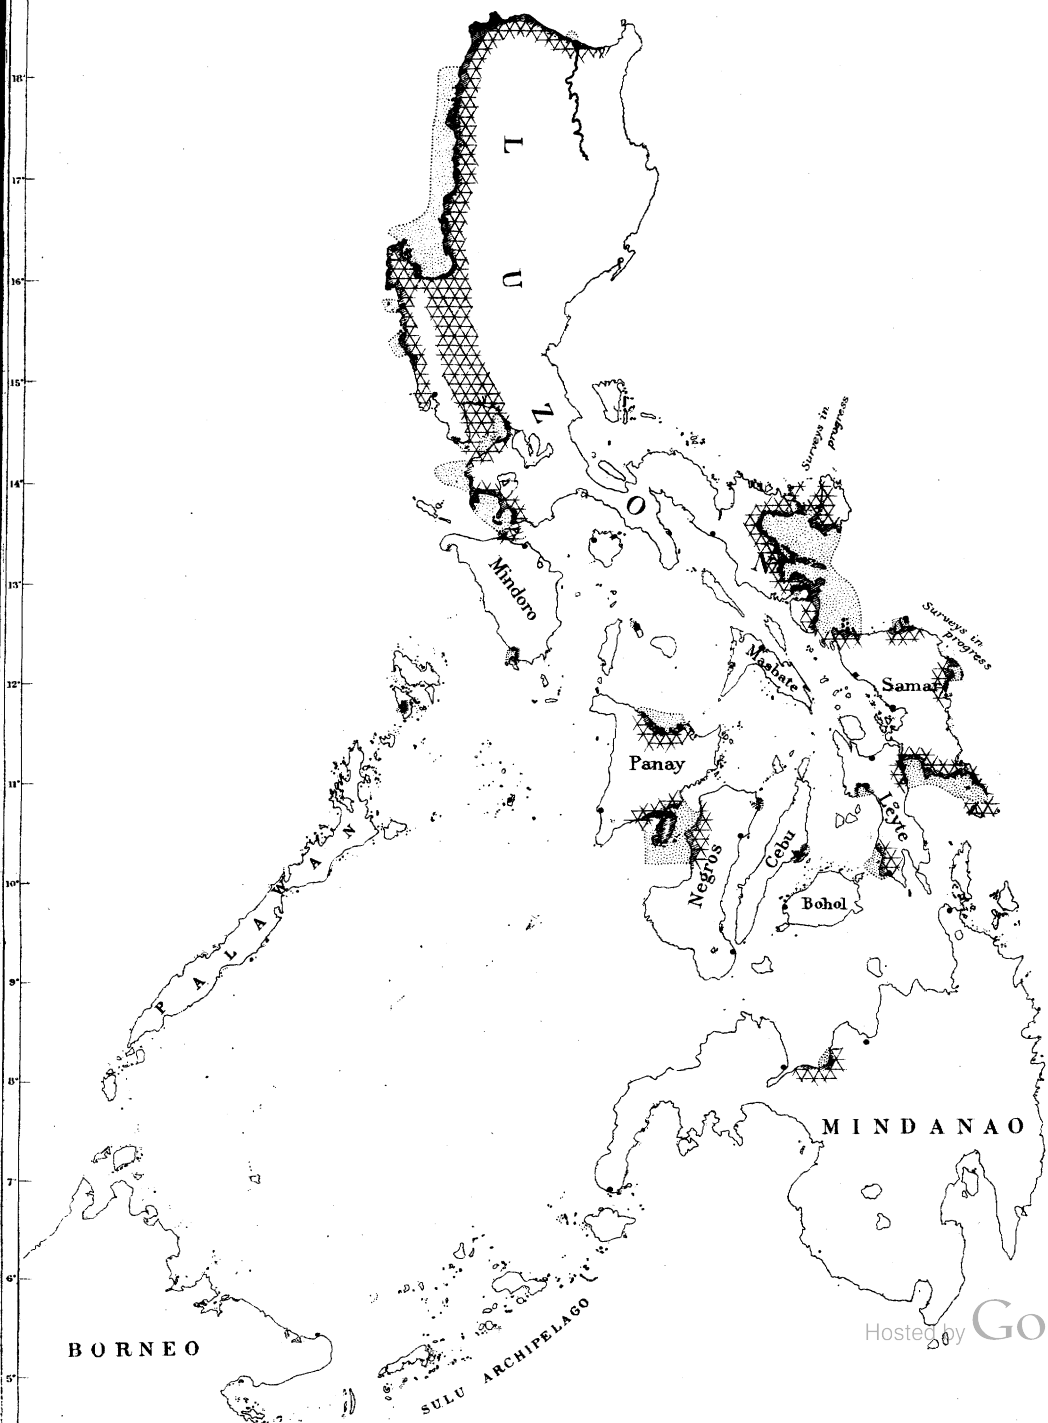 18°
17°
16°
15°
14°
13°
12°
11°
10°
9°
8°
7°
6°
5°
L U Z O N
Surveys in
progress
Mindoro
Surveys in
progress
Masbate
Samar
Panay
Leyte
Cebu
Negros
Bohol
PALAWAN
MINDANAO
BORNEO
SULU ARCHIPELAGO
Hosted by Go